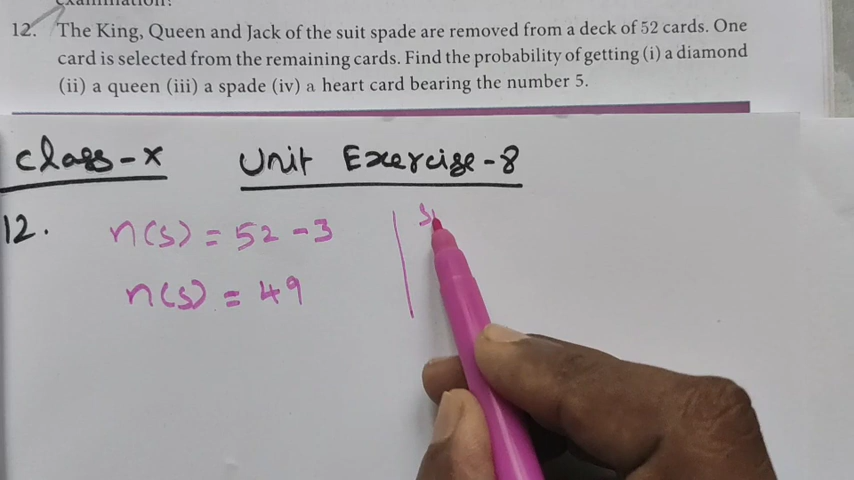 examination?
12. The King, Queen and Jack of the suit spade are removed from a deck of 52 cards. One
card is selected from the remaining cards. Find the probability of getting (i) a diamond
(ii) a queen (iii) a spade (iv) a heart card bearing the number 5.
Class-X Unit Exercise-8
12. n(s) = 52-3
n(s) = 49